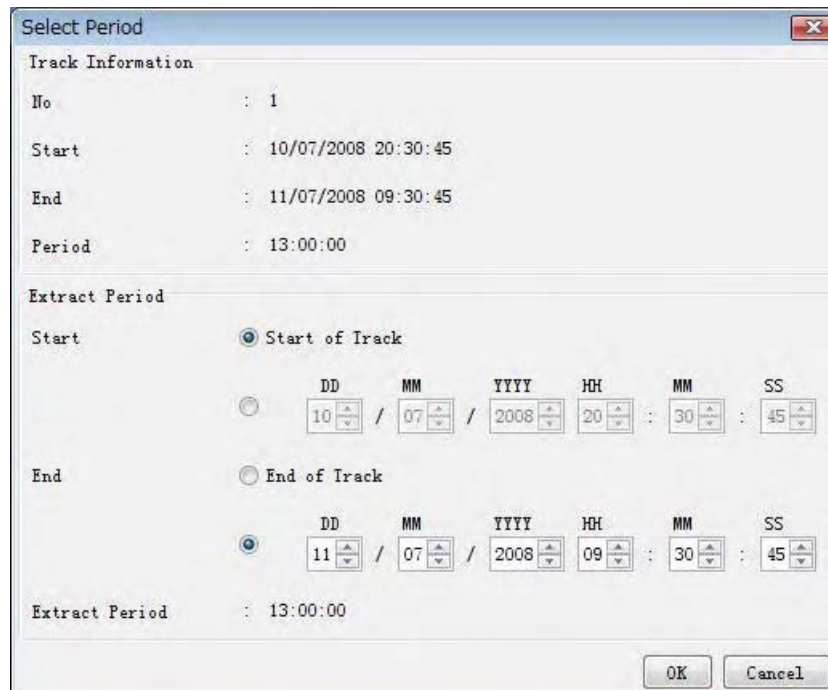 Select Period
Track Information
No : 1
Start : 10/07/2008 20:30:45
End : 11/07/2008 09:30:45
Period : 13:00:00
Extract Period
Start Start of Track
DD MM YYYY HH MM SS
10 / 07 / 2008 20 : 30 : 45
End End of Track
DD MM YYYY HH MM SS
11 / 07 / 2008 09 : 30 : 45
Extract Period : 13:00:00
OK Cancel